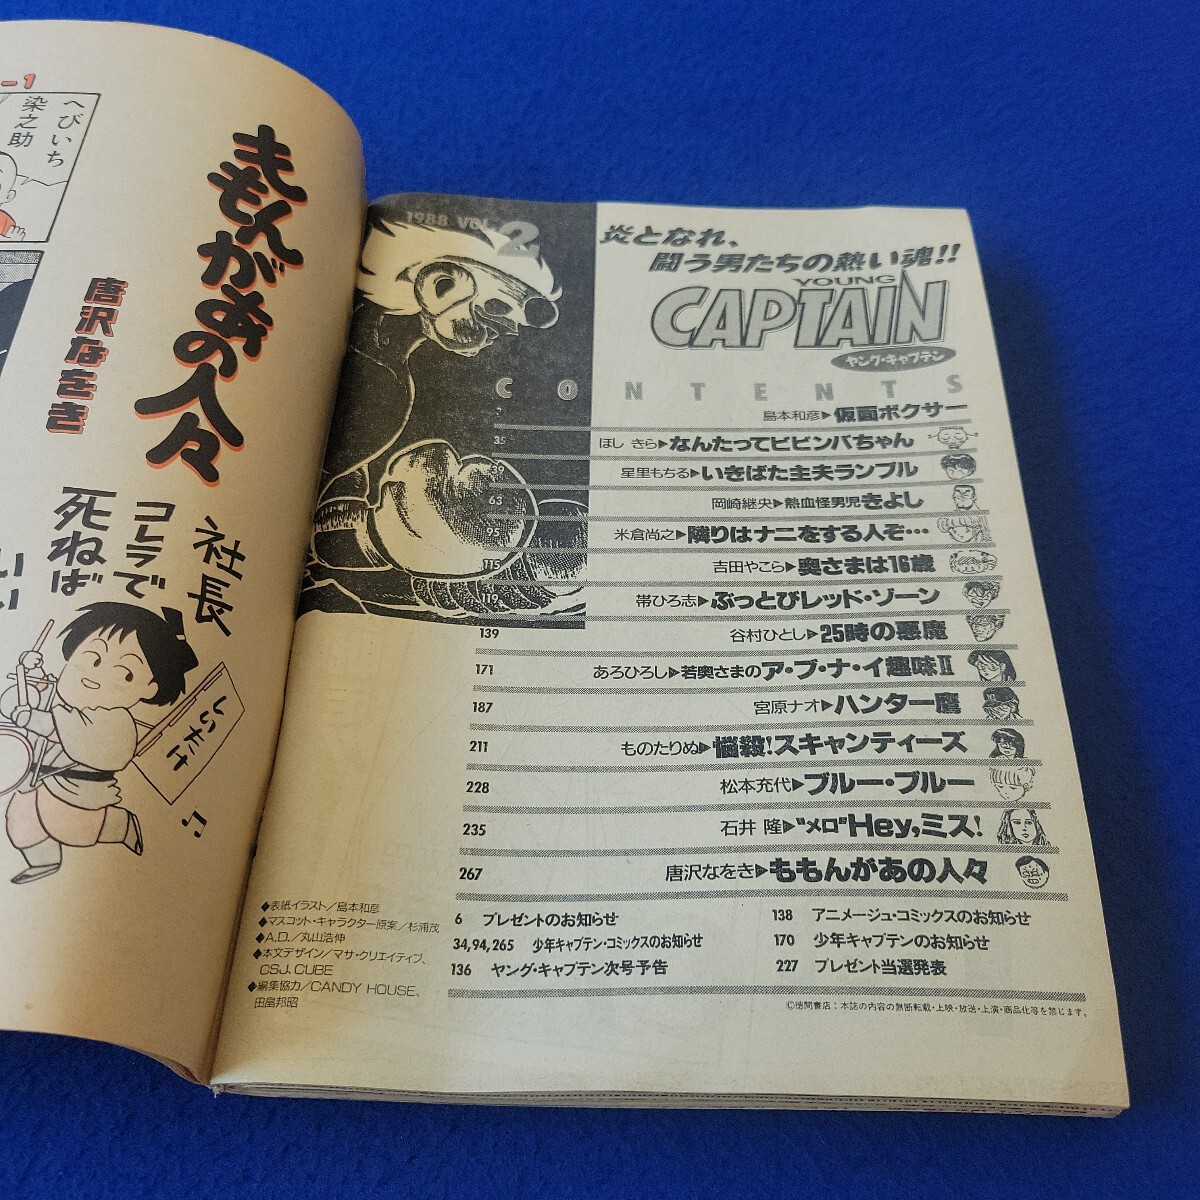 -1
へびいち
染之助
ももんがあの人々
唐沢なをき
社長
コレラで
死ねば
いい
しいたけ
♫
1988 VOL.2
炎となれ、
闘う男たちの熱い魂!!
YOUNG
CAPTAIN
ヤング・キャプテン
CONTENTS
7 島本和彦▶仮面ボクサー
35 ほし きら▶なんたってビビンバちゃん
39 星里もちる▶いきばた主夫ランブル
63 岡崎継央▶熱血怪男児きよし
95 米倉尚之▶隣りはナニをする人ぞ…
115 吉田やこら▶奥さまは16歳
119 帯ひろ志▶ぶっとびレッド・ゾーン
139 谷村ひとし▶25時の悪魔
171 あろひろし▶若奥さまのア・ブ・ナ・イ趣味Ⅱ
187 宮原ナオ▶ハンター鷹
211 ものたりぬ▶悩殺!スキャンティーズ
228 松本充代▶ブルー・ブルー
235 石井 隆▶"メロ"Hey,ミス!
267 唐沢なをき▶ももんがあの人々
◆表紙イラスト/島本和彦
◆マスコット・キャラクター原案/杉浦茂
◆A.D./丸山浩伸
◆本文デザイン/マサ・クリエイティブ、
CSJ、CUBE
◆編集協力/CANDY HOUSE、
田畠邦昭
6 プレゼントのお知らせ
34,94,265 少年キャプテン・コミックスのお知らせ
136 ヤング・キャプテン次号予告
138 アニメージュ・コミックスのお知らせ
170 少年キャプテンのお知らせ
227 プレゼント当選発表
©徳間書店:本誌の内容の無断転載・上映・放送・上演・商品化等を禁じます。